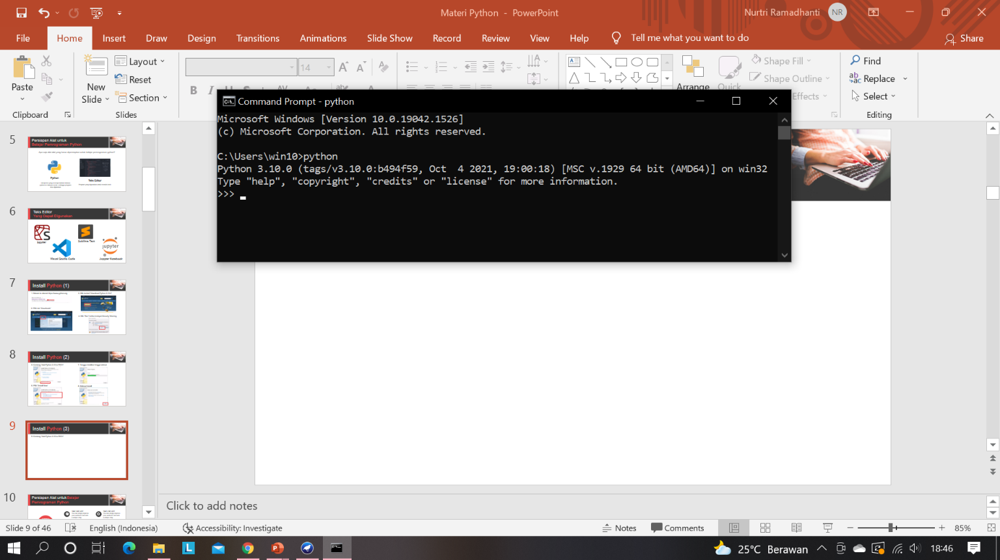 Materi Python - PowerPoint
Nurtri Ramadhanti
NR
File Home Insert Draw Design Transitions Animations Slide Show Record Review View Help Tell me what you want to do Share
Paste
Clipboard
New Slide
Layout
Reset
Section
Slides
14
Arrange
Quick
Shape Fill
Shape Outline
Effects
Find
Replace
Select
Editing
Command Prompt - python
Microsoft Windows [Version 10.0.19042.1526]
(c) Microsoft Corporation. All rights reserved.
C:\Users\win10>python
Python 3.10.0 (tags/v3.10.0:b494f59, Oct  4 2021, 19:00:18) [MSC v.1929 64 bit (AMD64)] on win32
Type "help", "copyright", "credits" or "license" for more information.
>>>
5
Persiapan Alat untuk
Belajar Pemrograman Python
Python
Teks Editor
6
Teks Editor
Yang Dapat Digunakan
Spyder
Sublime Text
Visual Studio Code
jupyter
Jupyter Notebook
7
Install Python (1)
8
Install Python (2)
9
Install Python (3)
10
Persiapan Alat untuk Belajar
Pemrograman Python
Click to add notes
Slide 9 of 46
English (Indonesia)
Accessibility: Investigate
Notes
Comments
85%
25°C Berawan
18:46